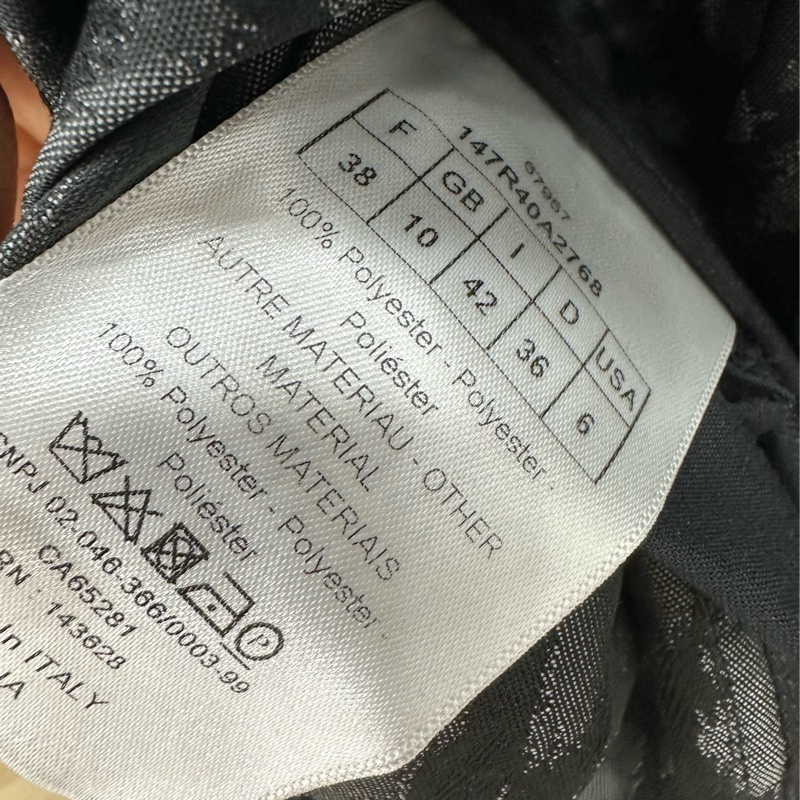 67957
147R40A2768
F GB I D USA
38 10 42 36 6
100% Polyester - Polyester -
Poliéster
AUTRE MATERIAU - OTHER
MATERIAL
OUTROS MATERIAIS
100% Polyester - Polyester -
Poliéster
CNPJ 02-046-366/0003-99
CA65281
RN : 143628
In ITALY
IA